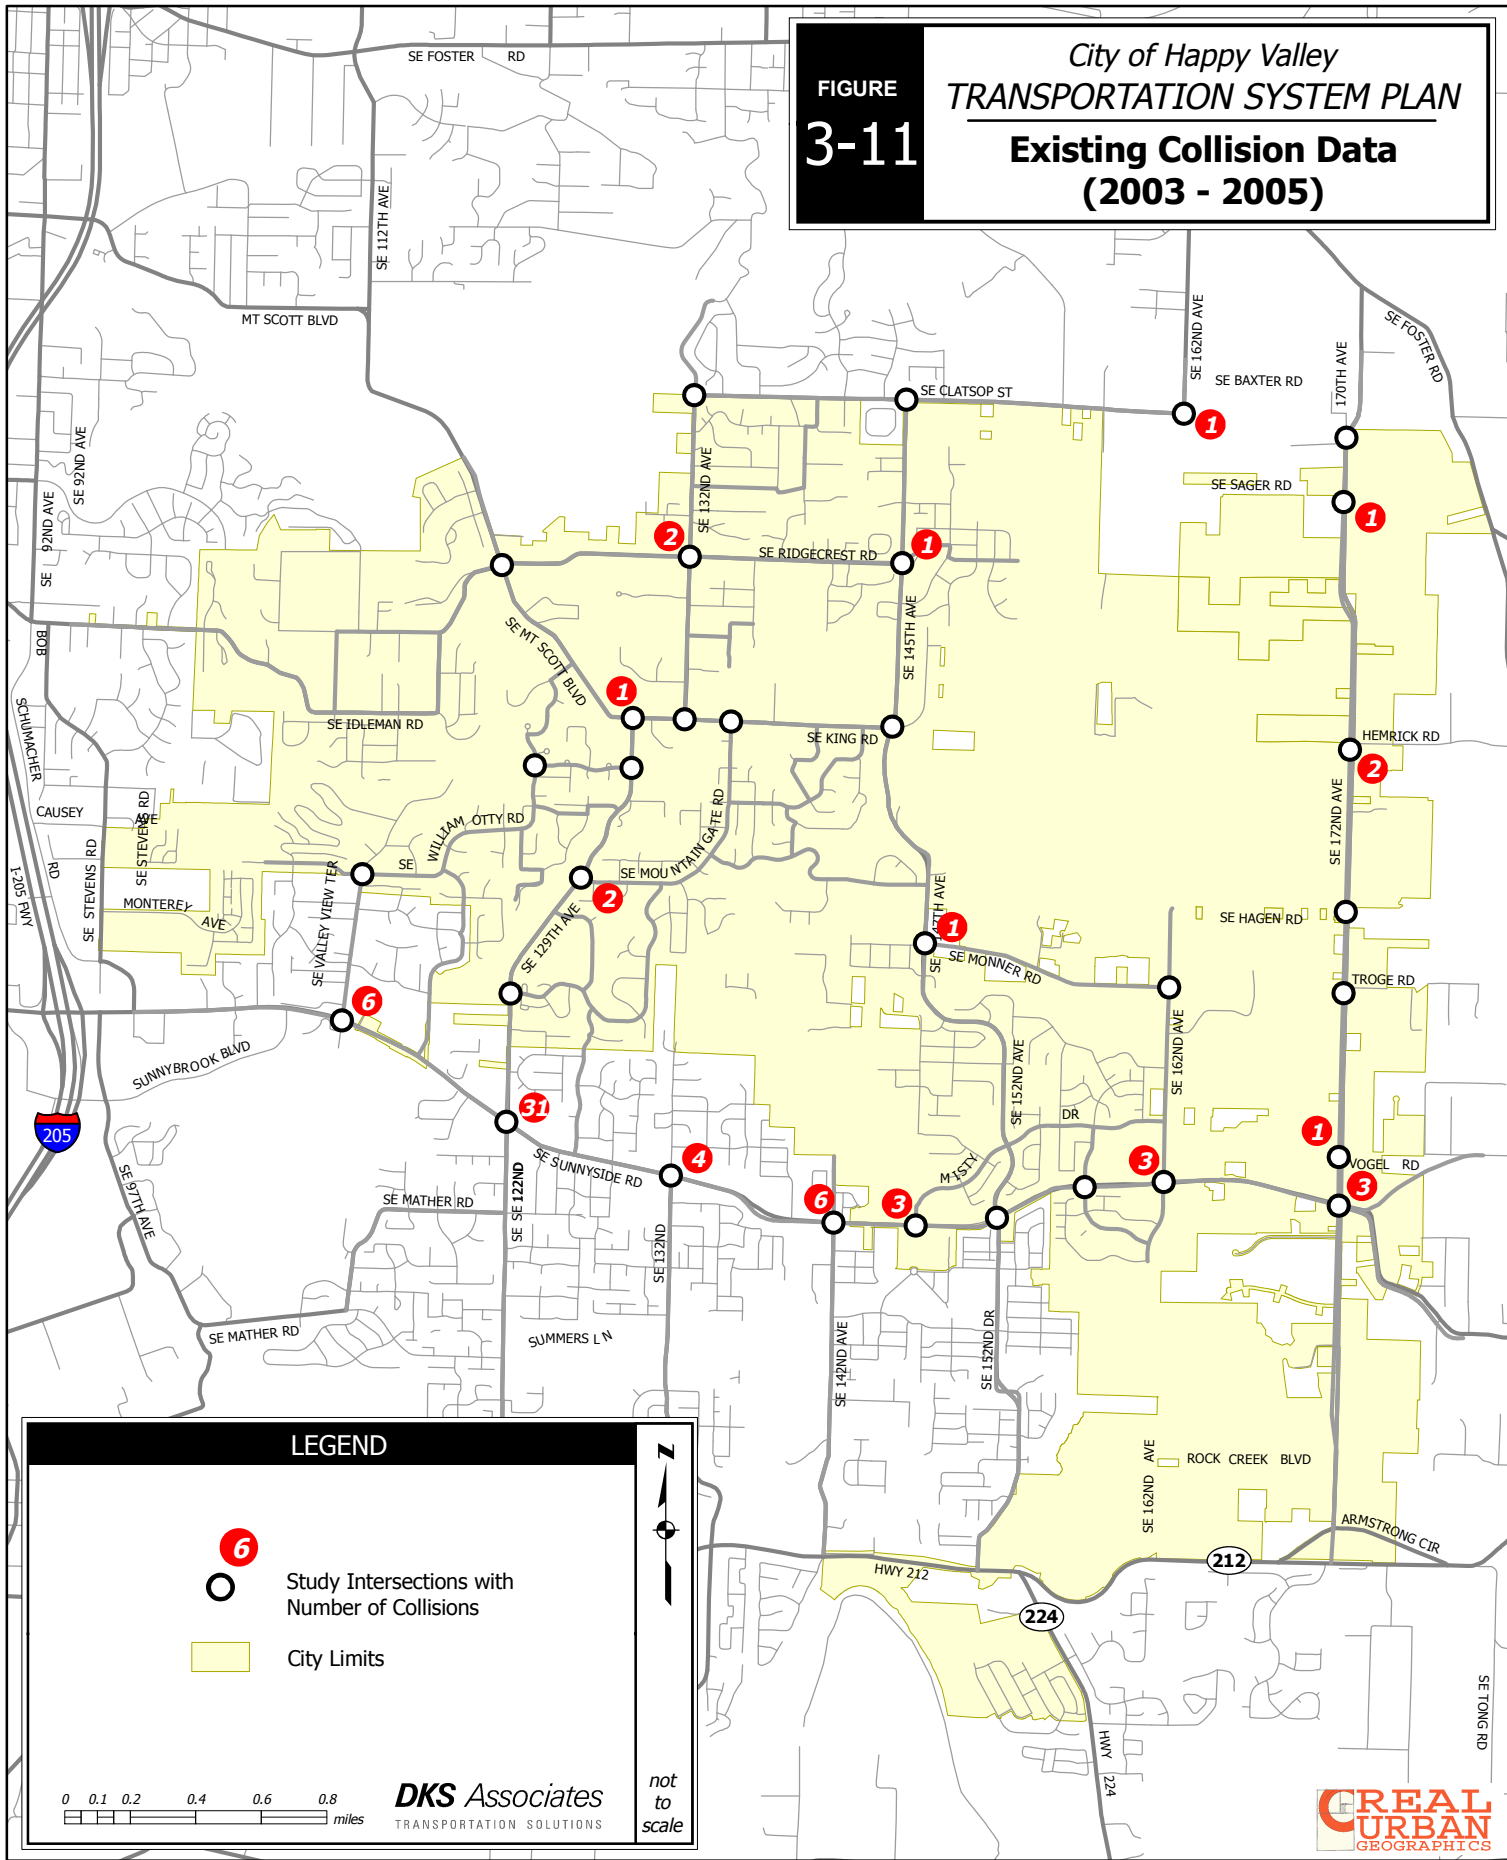 FIGURE
3-11
City of Happy Valley
TRANSPORTATION SYSTEM PLAN
Existing Collision Data
(2003 - 2005)
SE FOSTER RD
SE 112TH AVE
MT SCOTT BLVD
SE 162ND AVE
SE FOSTER RD
170TH AVE
SE BAXTER RD
SE CLATSOP ST
1
SE 92ND AVE
SE 92ND AVE
SE 132ND AVE
SE SAGER RD
1
2
SE RIDGECREST RD
1
SE MT SCOTT BLVD
SE 145TH AVE
BOB
SCHUMACHER
RD
1
SE IDLEMAN RD
SE KING RD
HEMRICK RD
2
SE 172ND AVE
CAUSEY
AVE
SE STEVENS RD
SE STEVENS RD
I-205 FWY
SE
WILLIAM OTTY RD
SE VALLEY VIEW TER
SE MOUNTAIN GATE RD
2
MONTEREY AVE
SE 129TH AVE
SE 147TH AVE
1
SE MONNER RD
SE HAGEN RD
TROGE RD
6
SUNNYBROOK BLVD
SE 162ND AVE
SE 152ND AVE
205
31
DR
MISTY
SE SUNNYSIDE RD
4
3
1
VOGEL RD
3
SE 97TH AVE
SE MATHER RD
SE 122ND
SE 132ND
6
3
SE MATHER RD
SUMMERS LN
SE 142ND AVE
SE 152ND DR
SE 162ND AVE
ROCK CREEK BLVD
ARMSTRONG CIR
HWY 212
212
224
HWY 224
SE TONG RD
LEGEND
6
Study Intersections with
Number of Collisions
City Limits
0 0.1 0.2 0.4 0.6 0.8
miles
DKS Associates
TRANSPORTATION SOLUTIONS
Z
not
to
scale
REAL
URBAN
GEOGRAPHICS